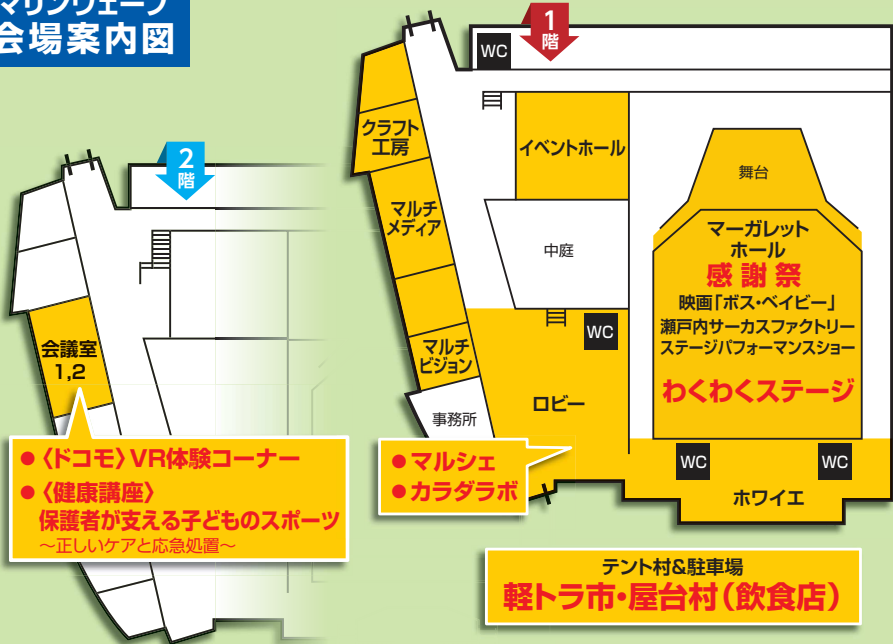 マリンウェーブ
会場案内図
1
階
WC
クラフト
工房
イベントホール
舞台
マルチ
メディア
中庭
マーガレット
ホール
感謝祭
映画「ボス・ベイビー」
瀬戸内サーカスファクトリー
ステージパフォーマンスショー
わくわくステージ
WC
マルチ
ビジョン
ロビー
事務所
WC
WC
ホワイエ
●マルシェ
●カラダラボ
2
階
会議室
1,2
●〈ドコモ〉VR体験コーナー
●〈健康講座〉
保護者が支える子どものスポーツ
～正しいケアと応急処置～
テント村&駐車場
軽トラ市・屋台村(飲食店)